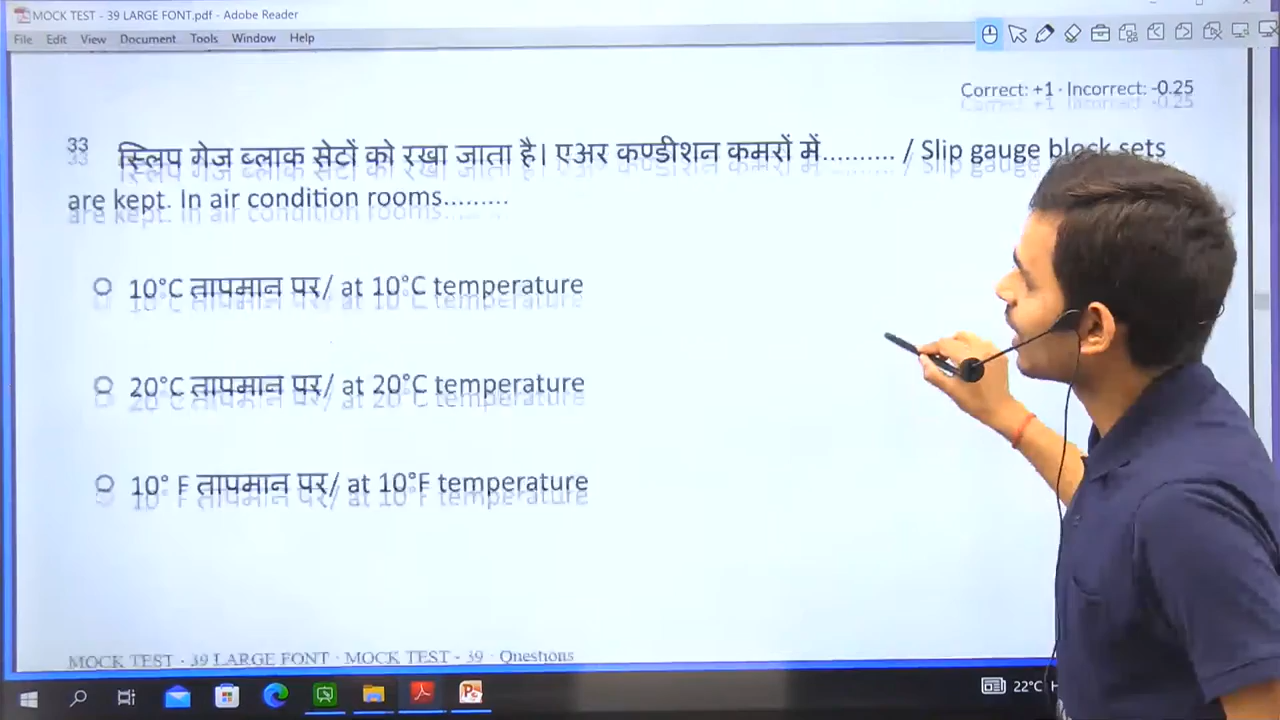 MOCK TEST - 39 LARGE FONT.pdf - Adobe Reader
File Edit View Document Tools Window Help
Correct: +1 · Incorrect: -0.25
33 स्लिप गेज ब्लाक सेटों को रखा जाता है। एअर कण्डीशन कमरों में.......... / Slip gauge block sets
are kept. In air condition rooms.........
10°C तापमान पर/ at 10°C temperature
20°C तापमान पर/ at 20°C temperature
10° F तापमान पर/ at 10°F temperature
MOCK TEST · 39 LARGE FONT · MOCK TEST - 39 · Questions
22°C